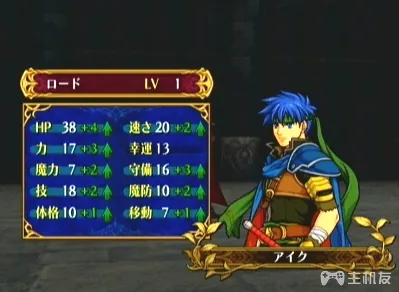 ロード LV 1
HP 38 +4 速さ 20 +2
力 17 +3 幸運 13
魔力 7 +2 守備 16 +3
技 18 +2 魔防 10 +2
体格 10 +1 移動 7 +1
アイク
主机友